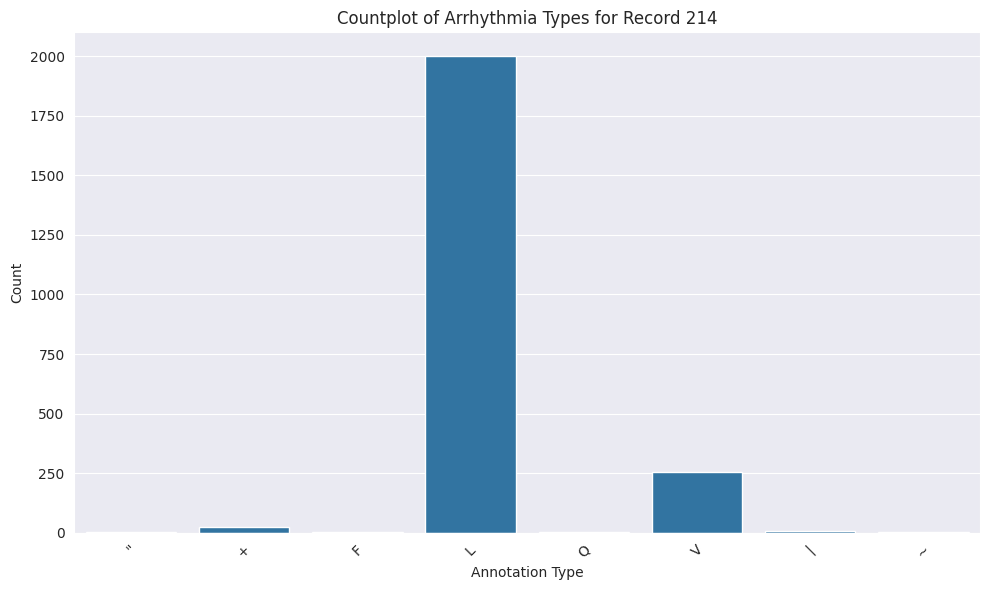 Countplot of Arrhythmia Types for Record 214
2000
1750
1500
1250
1000
750
500
250
0
Count
" + F L Q V | ~
Annotation Type